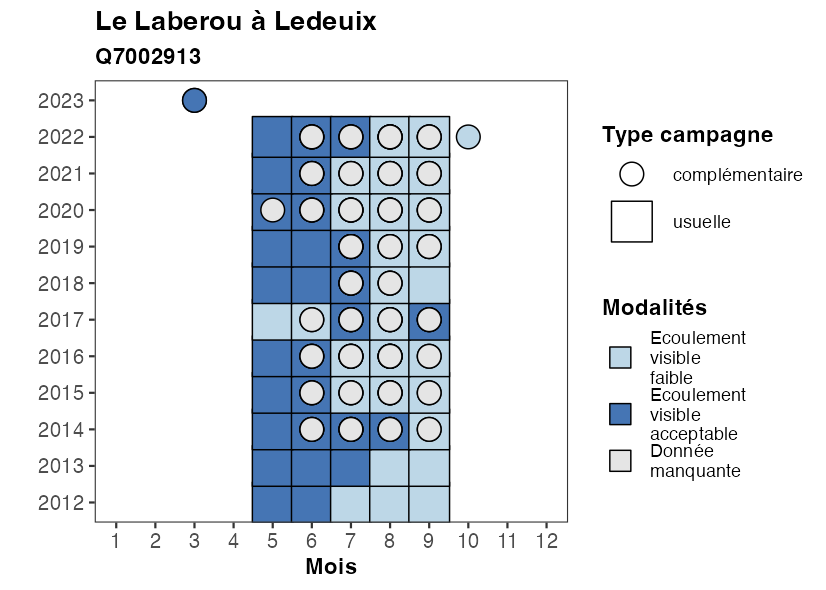 Le Laberou à Ledeuix
Q7002913
2023
2022
2021
2020
2019
2018
2017
2016
2015
2014
2013
2012
1 2 3 4 5 6 7 8 9 10 11 12
Mois
Type campagne
complémentaire
usuelle
Modalités
Ecoulement
visible
faible
Ecoulement
visible
acceptable
Donnée
manquante